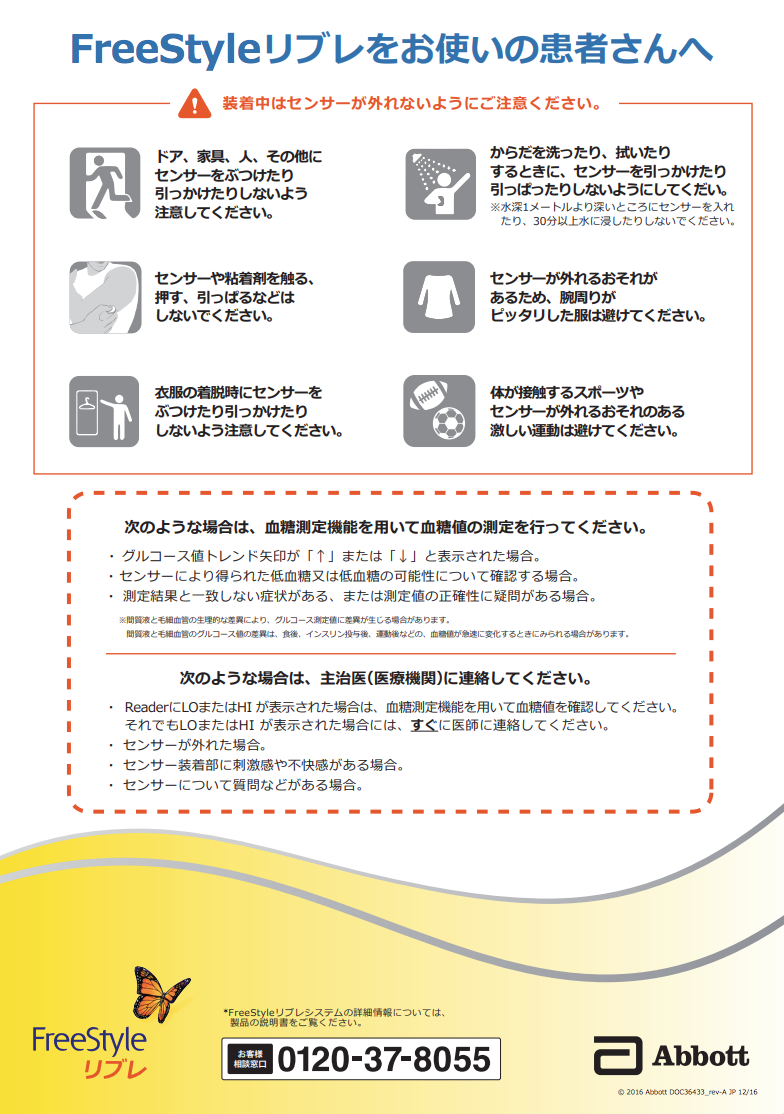 FreeStyleリブレをお使いの患者さんへ
装着中はセンサーが外れないようにご注意ください。
ドア、家具、人、その他に
センサーをぶつけたり
引っかけたりしないよう
注意してください。
からだを洗ったり、拭いたり
するときに、センサーを引っかけたり
引っぱったりしないようにしてくだい。
※水深1メートルより深いところにセンサーを入れ
たり、30分以上水に浸したりしないでください。
センサーや粘着剤を触る、
押す、引っぱるなどは
しないでください。
センサーが外れるおそれが
あるため、腕周りが
ピッタリした服は避けてください。
衣服の着脱時にセンサーを
ぶつけたり引っかけたり
しないよう注意してください。
体が接触するスポーツや
センサーが外れるおそれのある
激しい運動は避けてください。
次のような場合は、血糖測定機能を用いて血糖値の測定を行ってください。
・ グルコース値トレンド矢印が「↑」または「↓」と表示された場合。
・ センサーにより得られた低血糖又は低血糖の可能性について確認する場合。
・ 測定結果と一致しない症状がある、または測定値の正確性に疑問がある場合。
※間質液と毛細血管の生理的な差異により、グルコース測定値に差異が生じる場合があります。
間質液と毛細血管のグルコース値の差異は、食後、インスリン投与後、運動後などの、血糖値が急速に変化するときにみられる場合があります。
次のような場合は、主治医(医療機関)に連絡してください。
・ ReaderにLOまたはHI が表示された場合は、血糖測定機能を用いて血糖値を確認してください。
それでもLOまたはHI が表示された場合には、すぐに医師に連絡してください。
・ センサーが外れた場合。
・ センサー装着部に刺激感や不快感がある場合。
・ センサーについて質問などがある場合。
*FreeStyleリブレシステムの詳細情報については、
製品の説明書をご覧ください。
FreeStyle
リブレ
お客様
相談窓口
0120-37-8055
Abbott
© 2016 Abbott DOC36433_rev-A JP 12/16